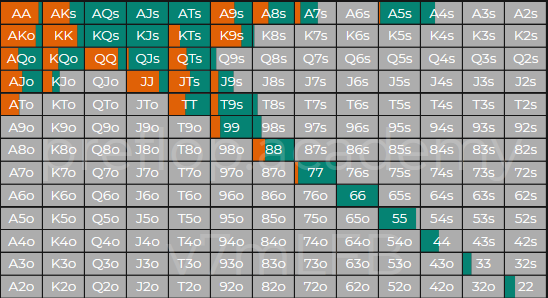 AA AKs AQs AJs ATs A9s A8s A7s A6s A5s A4s A3s A2s
AKo KK KQs KJs KTs K9s K8s K7s K6s K5s K4s K3s K2s
AQo KQo QQ QJs QTs Q9s Q8s Q7s Q6s Q5s Q4s Q3s Q2s
AJo KJo QJo JJ JTs J9s J8s J7s J6s J5s J4s J3s J2s
ATo KTo QTo JTo TT T9s T8s T7s T6s T5s T4s T3s T2s
A9o K9o Q9o J9o T9o 99 98s 97s 96s 95s 94s 93s 92s
A8o K8o Q8o J8o T8o 98o 88 87s 86s 85s 84s 83s 82s
preflop.academy
A7o K7o Q7o J7o T7o 97o 87o 77 76s 75s 74s 73s 72s
A6o K6o Q6o J6o T6o 96o 86o 76o 66 65s 64s 63s 62s
A5o K5o Q5o J5o T5o 95o 85o 75o 65o 55 54s 53s 52s
A4o K4o Q4o J4o T4o 94o 84o 74o 64o 54o 44 43s 42s
A3o K3o Q3o J3o T3o 93o 83o 73o 63o 53o 43o 33 32s
A2o K2o Q2o J2o T2o 92o 82o 72o 62o 52o 42o 32o 22